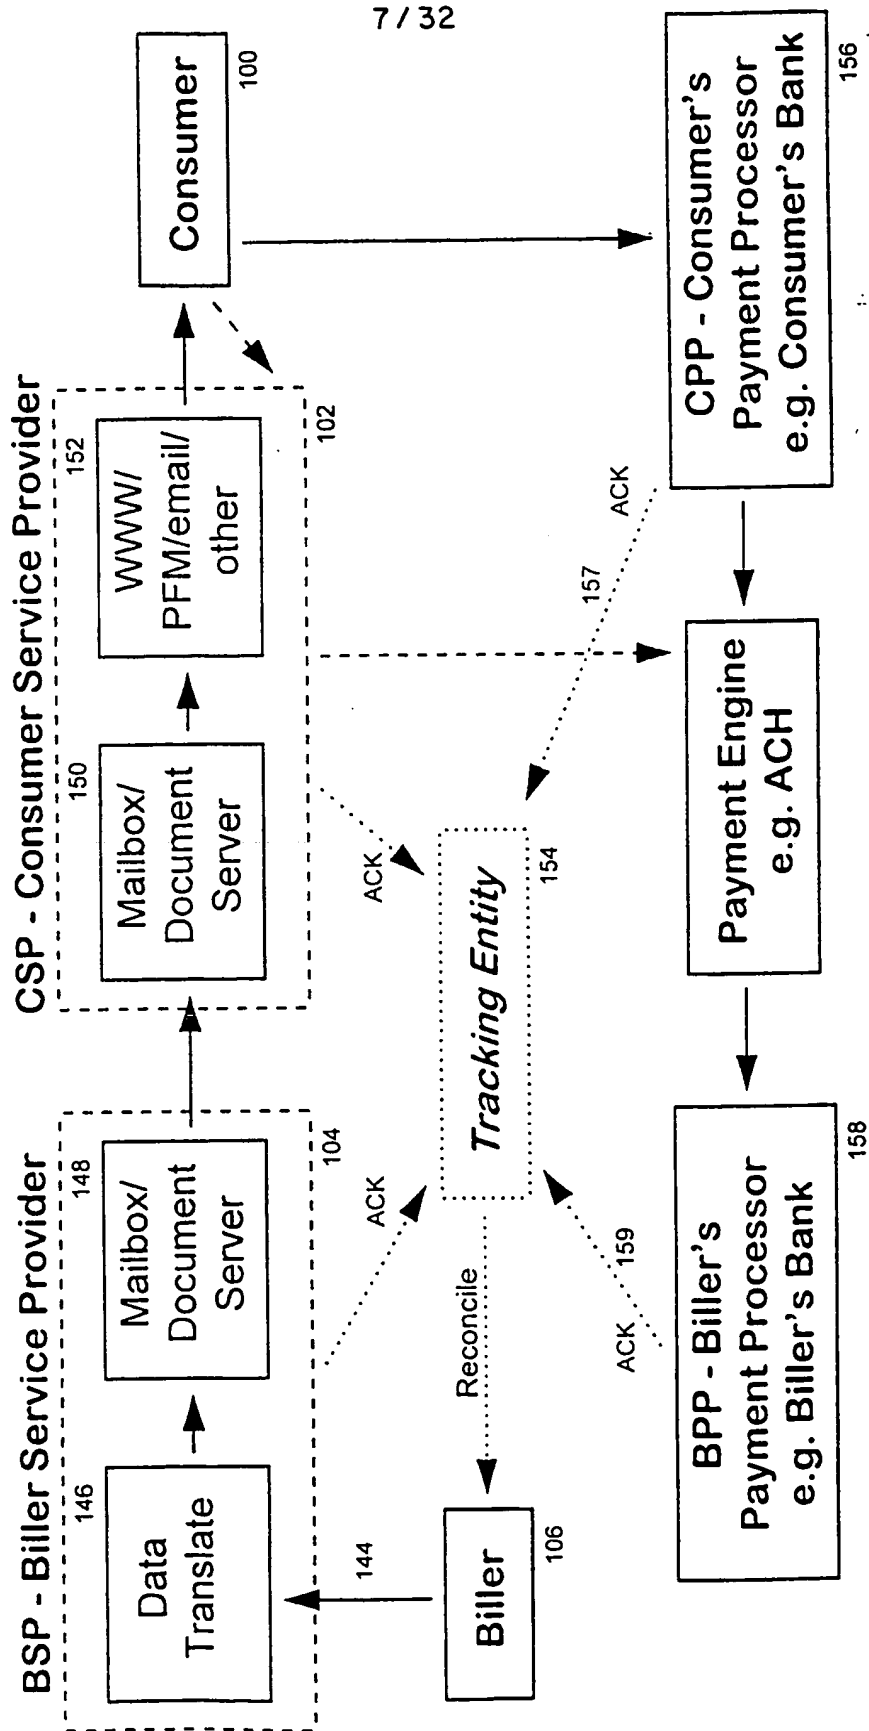 7/32
BSP - Biller Service Provider
CSP - Consumer Service Provider
146
Data
Translate
148
Mailbox/
Document
Server
104
150
Mailbox/
Document
Server
152
WWW/
PFM/email/
other
102
Consumer
100
144
Biller
106
Reconcile
ACK
ACK
Tracking Entity
154
157
ACK
ACK
159
BPP - Biller's
Payment Processor
e.g. Biller's Bank
158
Payment Engine
e.g. ACH
CPP - Consumer's
Payment Processor
e.g. Consumer's Bank
156